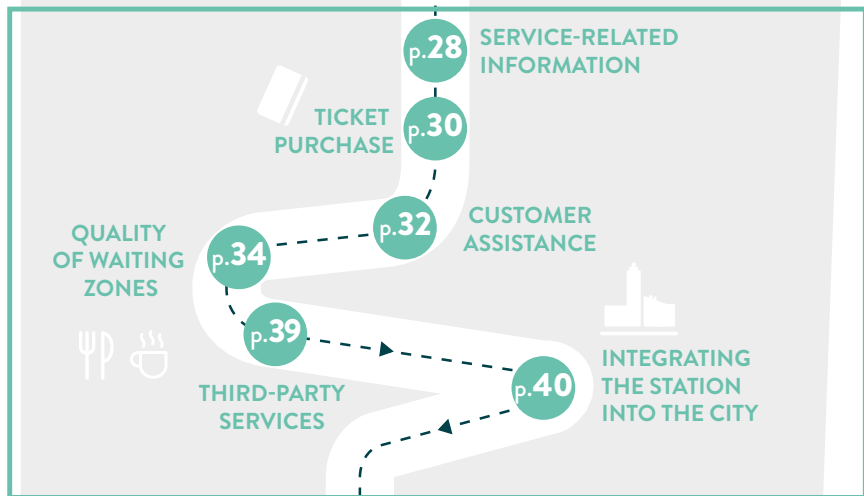 p.28
SERVICE-RELATED
INFORMATION
TICKET
PURCHASE
p.30
p.32
CUSTOMER
ASSISTANCE
QUALITY
OF WAITING
ZONES
p.34
p.39
THIRD-PARTY
SERVICES
p.40
INTEGRATING
THE STATION
INTO THE CITY